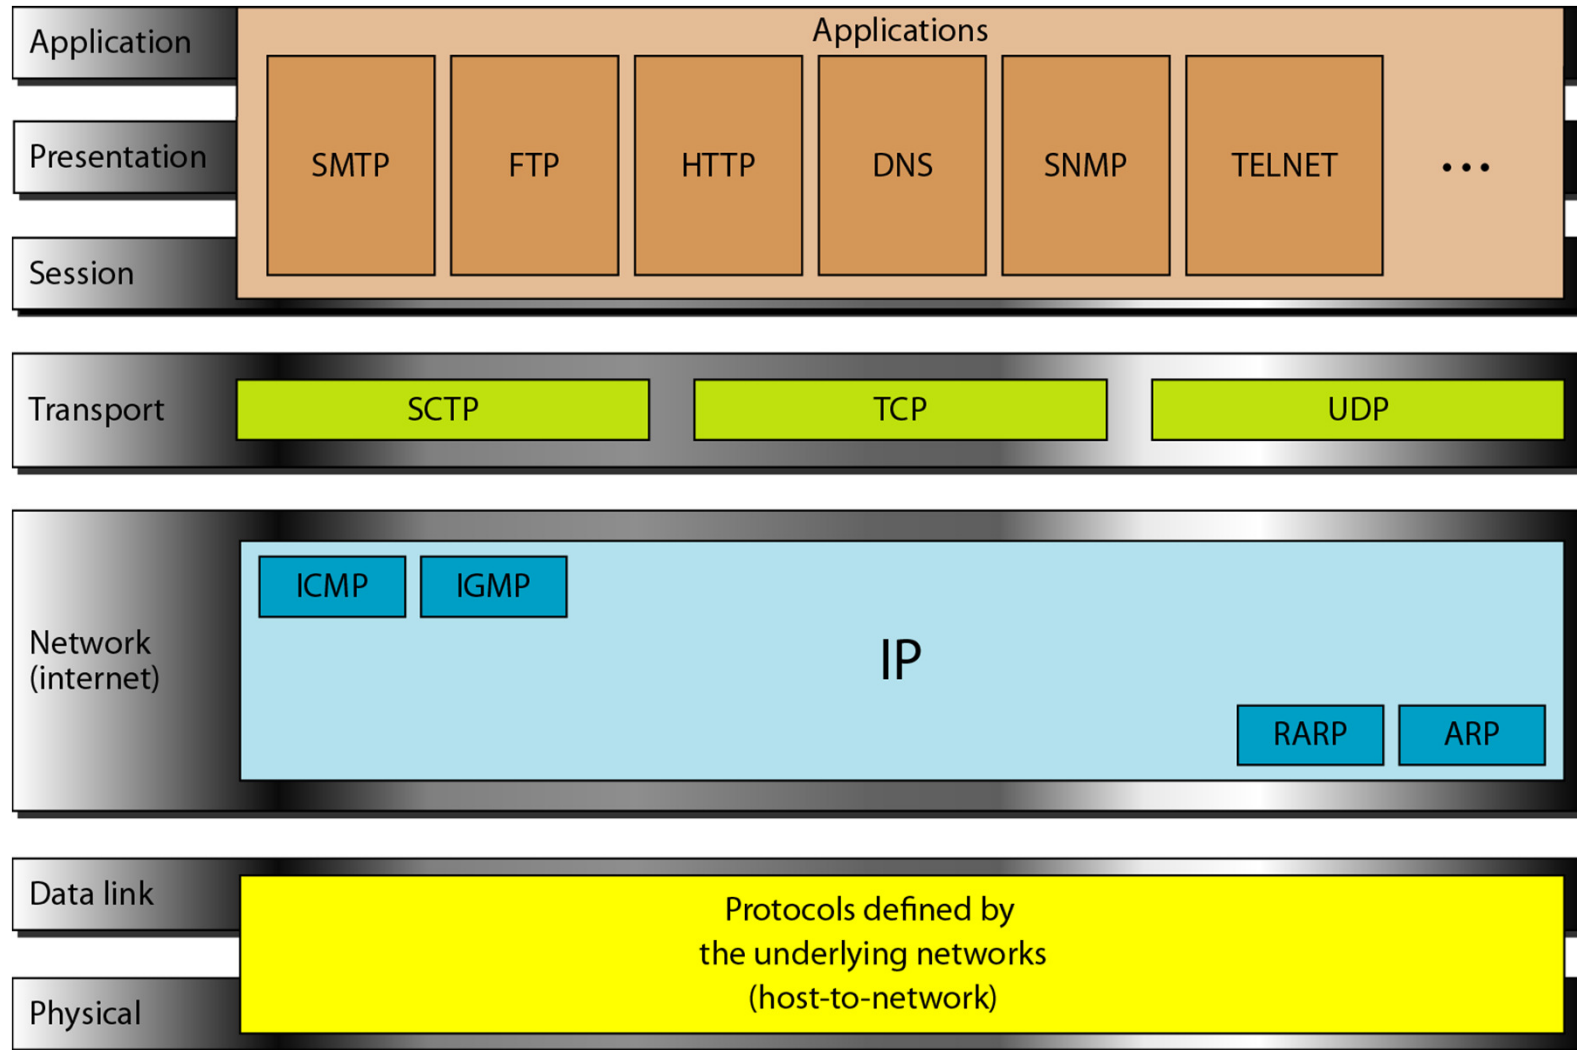 Application
Applications
Presentation
SMTP
FTP
HTTP
DNS
SNMP
TELNET
...
Session
Transport
SCTP
TCP
UDP
Network
(internet)
ICMP
IGMP
IP
RARP
ARP
Data link
Protocols defined by
the underlying networks
(host-to-network)
Physical